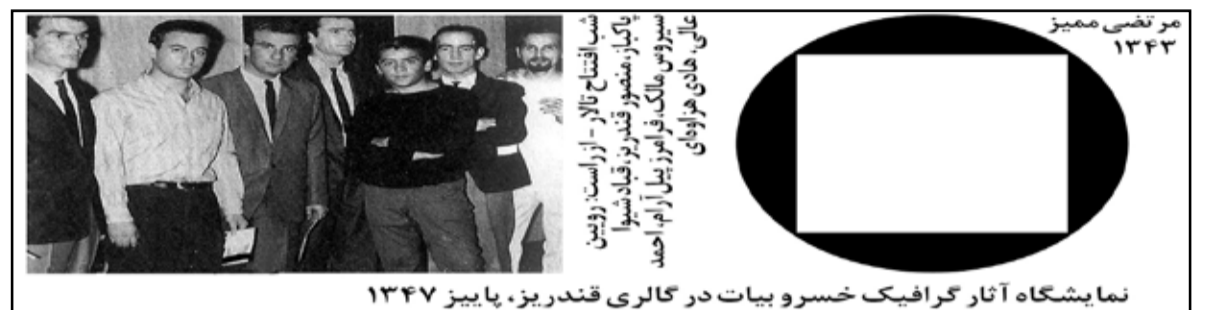 مرتضی ممیز
۱۳۴۳
شب افتتاح تالار - از راست: رویین
پاکباز، منصور قندریز، قباد شیوا
سیروس مالک، فرامرز پیل‌آرام، احمد
عالی، هادی هزاوه‌ای
نمایشگاه آثار گرافیک خسرو بیات در گالری قندریز، پاییز ۱۳۴۷